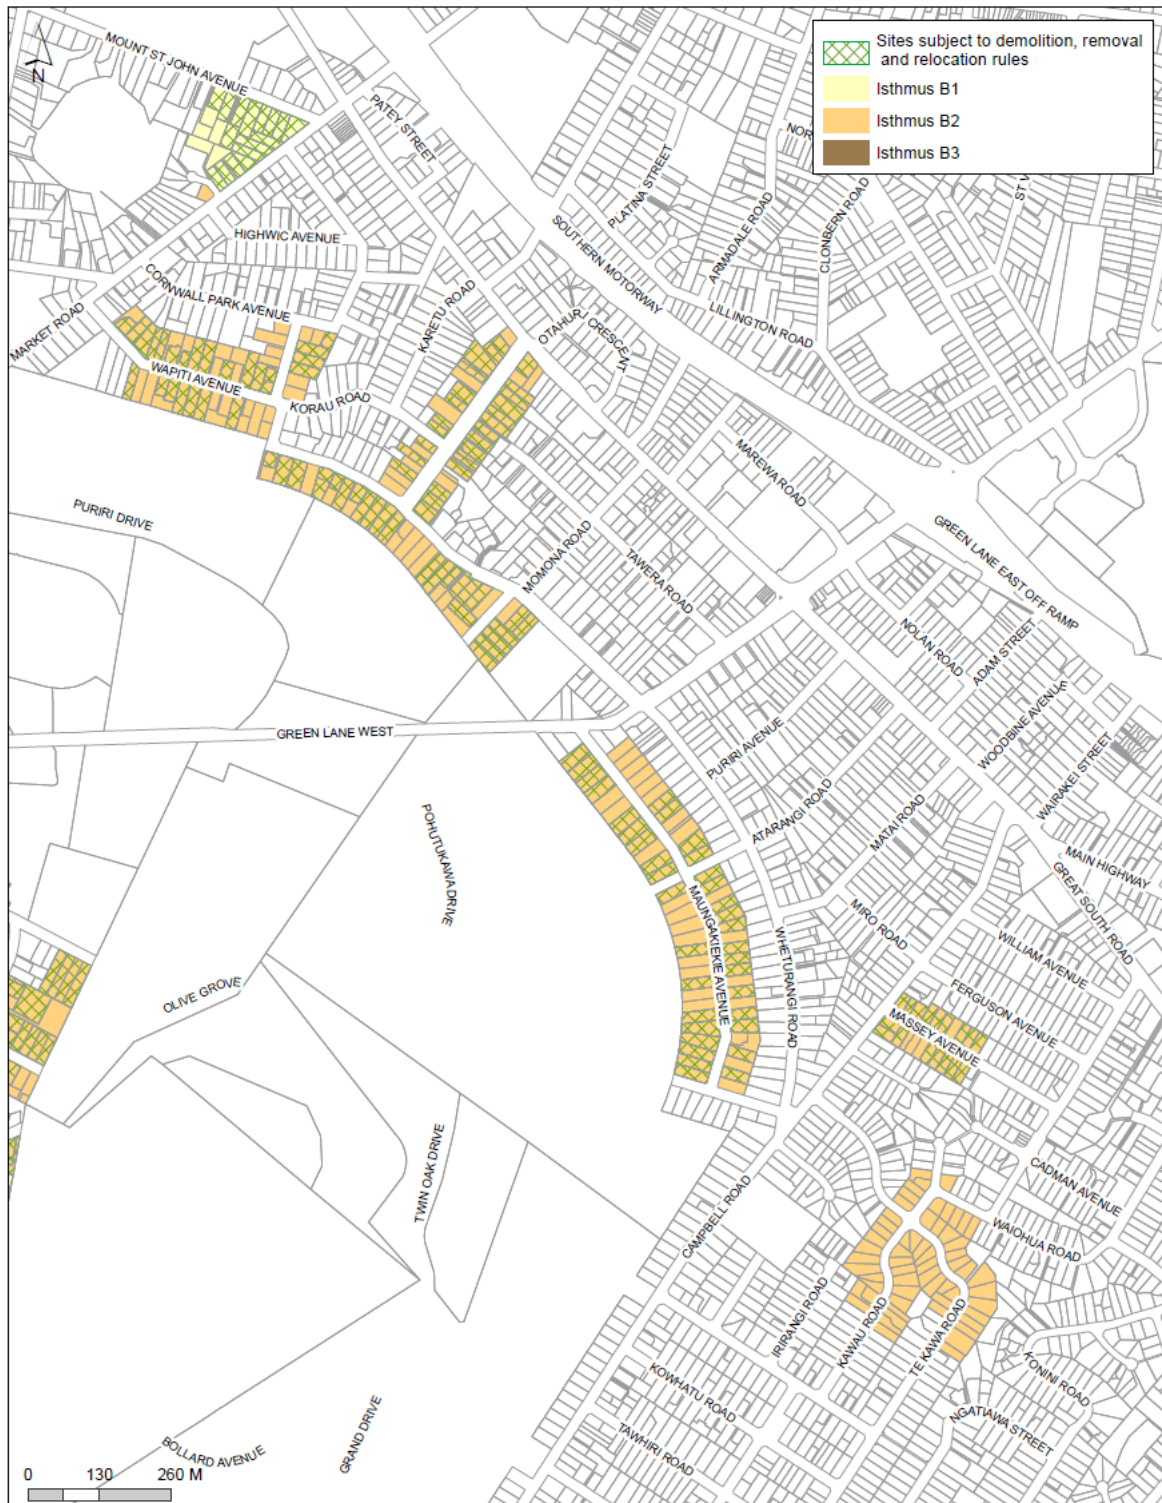 MOUNT ST JOHN AVENUE
N
Sites subject to demolition, removal
and relocation rules
Isthmus B1
Isthmus B2
Isthmus B3
PATEY STREET
NOR
ST V
PLATINA STREET
ARMADALE ROAD
CLONBERN ROAD
SOUTHERN MOTORWAY
HIGHWIC AVENUE
CORNWALL PARK AVENUE
KARETU ROAD
OTAHURI CRESCENT
LILLINGTON ROAD
MARKET ROAD
WAPITI AVENUE
KORAU ROAD
MAREWA ROAD
PURIRI DRIVE
GREEN LANE EAST OFF RAMP
MOMONA ROAD
TAWERA ROAD
NOLAN ROAD
ADAM STREET
GREEN LANE WEST
PURIRI AVENUE
WOODBINE AVENUE
WAIRAKEI STREET
POHUTUKAWA DRIVE
ATARANGI ROAD
MATAI ROAD
MAIN HIGHWAY
GREAT SOUTH ROAD
MAUNGAKIEKIE AVENUE
MIRO ROAD
WHETURANGI ROAD
WILLIAM AVENUE
OLIVE GROVE
FERGUSON AVENUE
MASSEY AVENUE
TWIN OAK DRIVE
CADMAN AVENUE
CAMPBELL ROAD
WAIOHUA ROAD
IRIRANGI ROAD
KAWAU ROAD
TE KAWA ROAD
KONINI ROAD
KOWHATU ROAD
NGATIAWA STREET
GRAND DRIVE
BOLLARD AVENUE
TAWHIRI ROAD
0 130 260 M